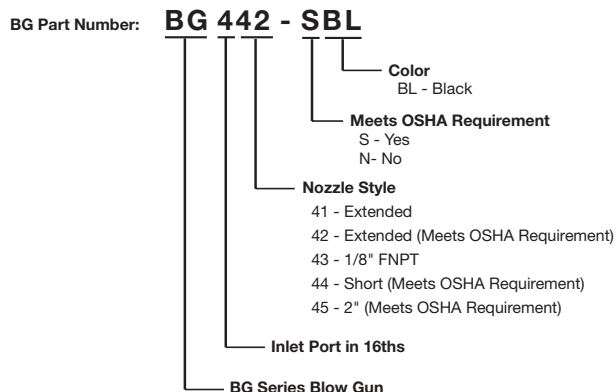 BG Part Number: BG 442 - SBL
Color
BL - Black
Meets OSHA Requirement
S - Yes
N- No
Nozzle Style
41 - Extended
42 - Extended (Meets OSHA Requirement)
43 - 1/8" FNPT
44 - Short (Meets OSHA Requirement)
45 - 2" (Meets OSHA Requirement)
Inlet Port in 16ths
BG Series Blow Gun